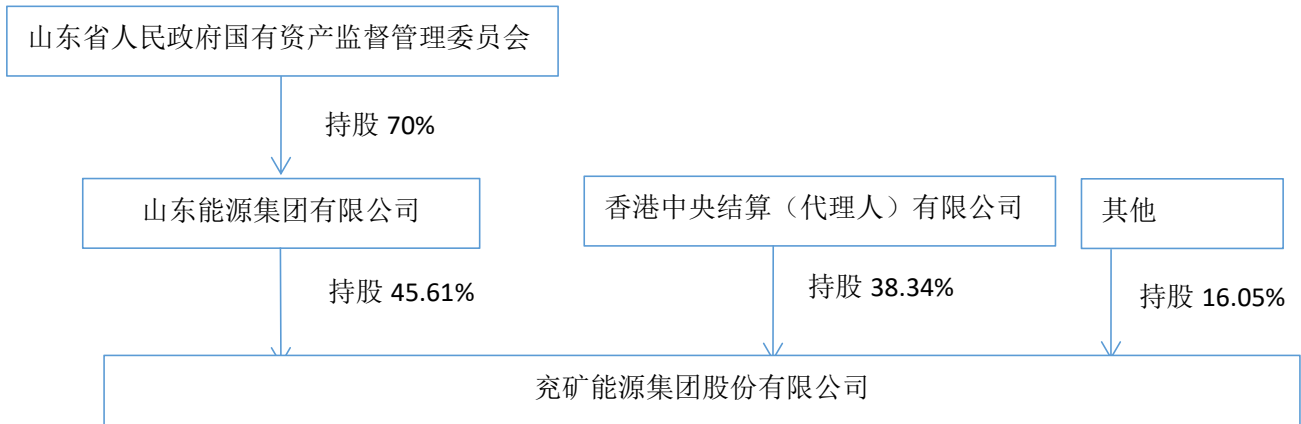 山东省人民政府国有资产监督管理委员会
持股 70%
山东能源集团有限公司
香港中央结算（代理人）有限公司
其他
持股 45.61%
持股 38.34%
持股 16.05%
兖矿能源集团股份有限公司